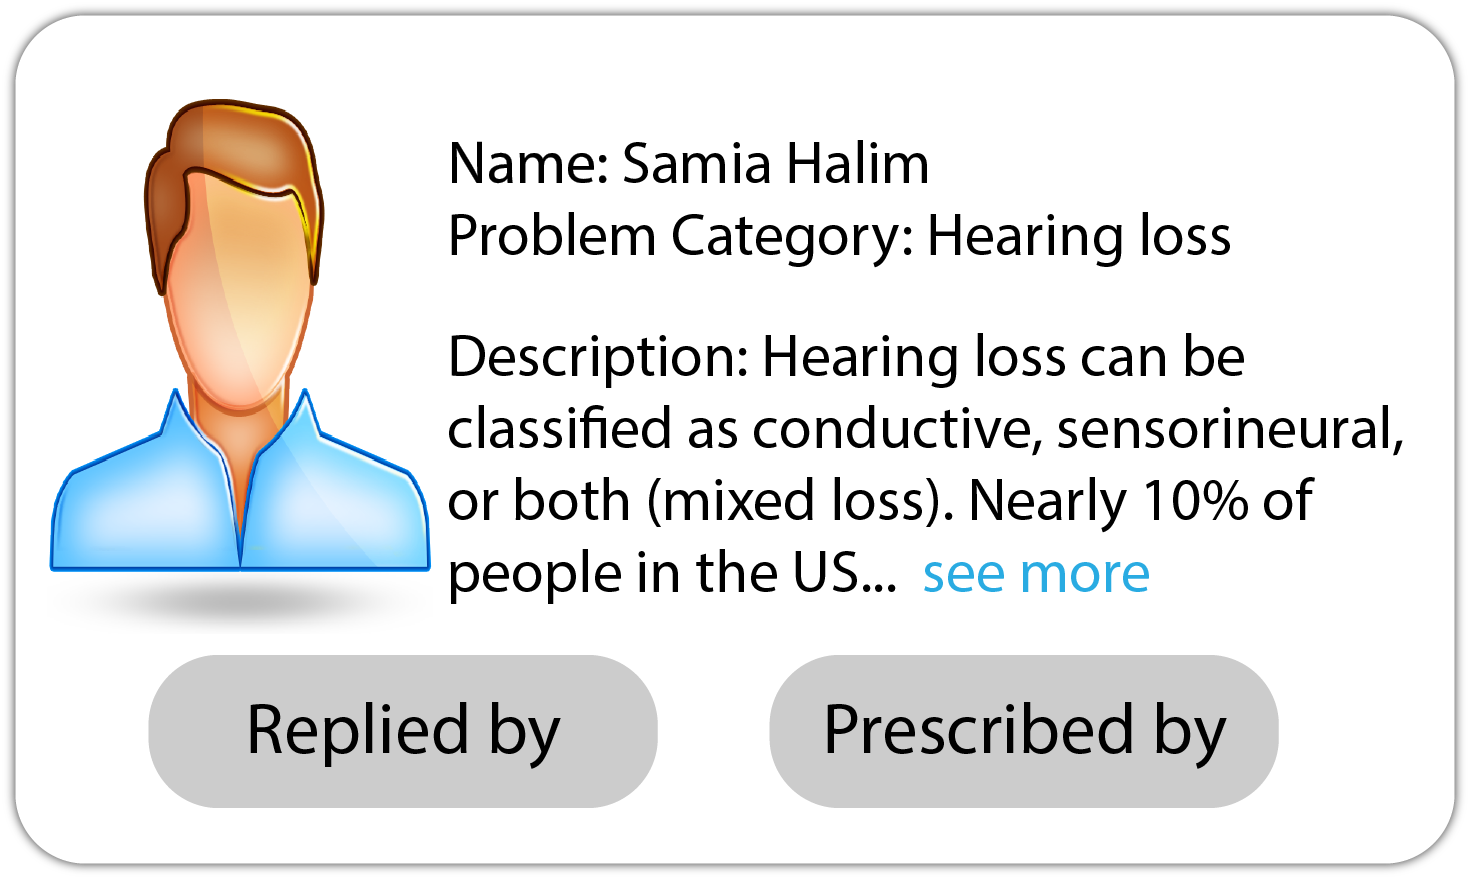 Name: Samia Halim
Problem Category: Hearing loss
Description: Hearing loss can be
classified as conductive, sensorineural,
or both (mixed loss). Nearly 10% of
people in the US... see more
Replied by
Prescribed by